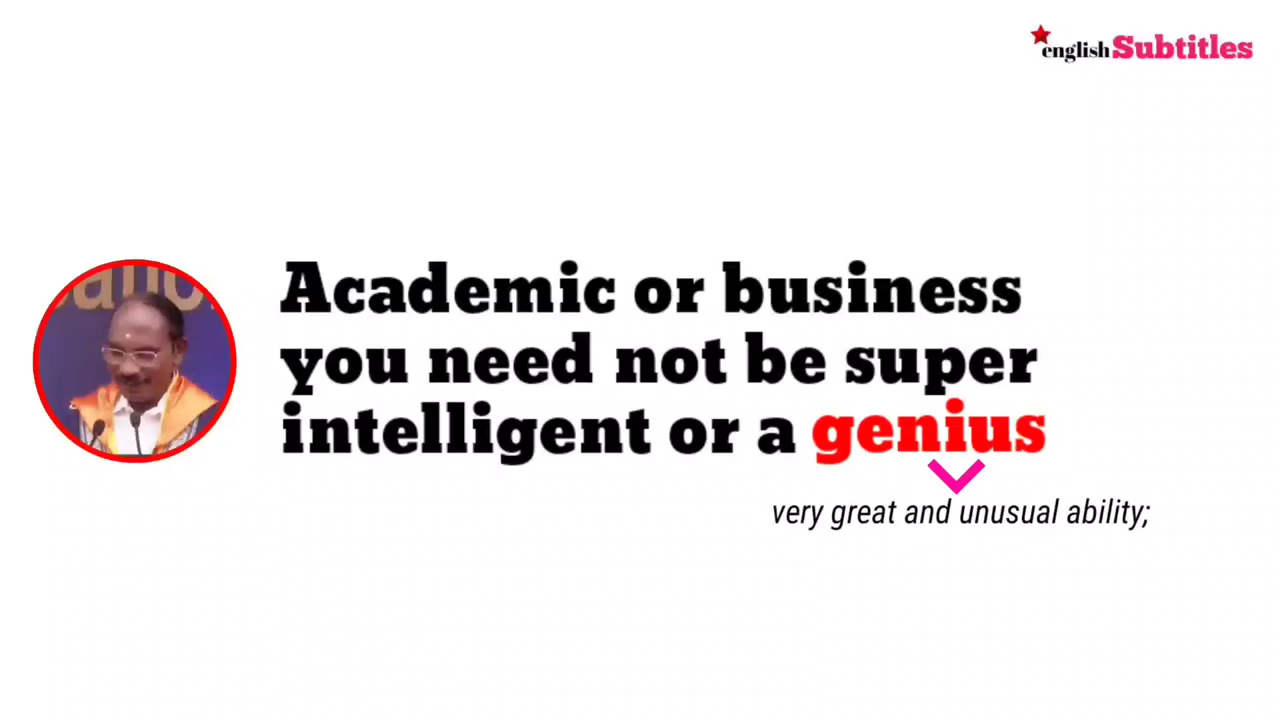 english Subtitles
Academic or business
you need not be super
intelligent or a genius
very great and unusual ability;